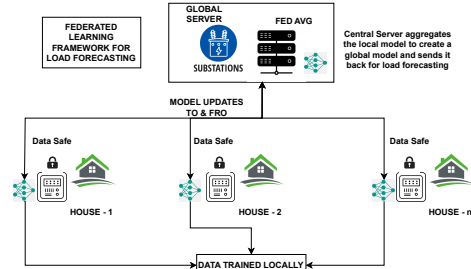 FEDERATED
LEARNING
FRAMEWORK FOR
LOAD FORECASTING
GLOBAL
SERVER
FED AVG
SUBSTATIONS
Central Server aggregates
the local model to create a
global model and sends it
back for load forecasting
MODEL UPDATES
TO & FRO
Data Safe
Data Safe
Data Safe
HOUSE - 1
HOUSE - 2
HOUSE - n
DATA TRAINED LOCALLY